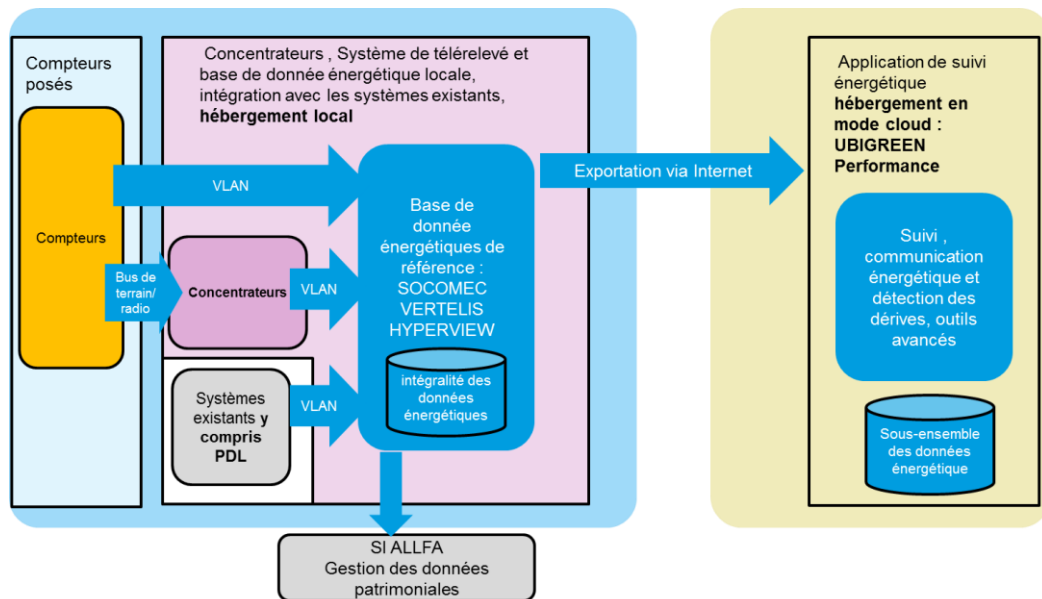 Compteurs
posés
Compteurs
Bus de
terrain/
radio
Concentrateurs , Système de télérelevé et
base de donnée énergétique locale,
intégration avec les systèmes existants,
hébergement local
VLAN
Concentrateurs
VLAN
Systèmes
existants y
compris
PDL
VLAN
Base de
donnée
énergétiques de
référence :
SOCOMEC
VERTELIS
HYPERVIEW
intégralité des
données
énergétiques
SI ALLFA
Gestion des données
patrimoniales
Exportation via Internet
Application de suivi
énergétique
hébergement en
mode cloud :
UBIGREEN
Performance
Suivi ,
communication
énergétique et
détection des
dérives, outils
avancés
Sous-ensemble
des données
énergétique